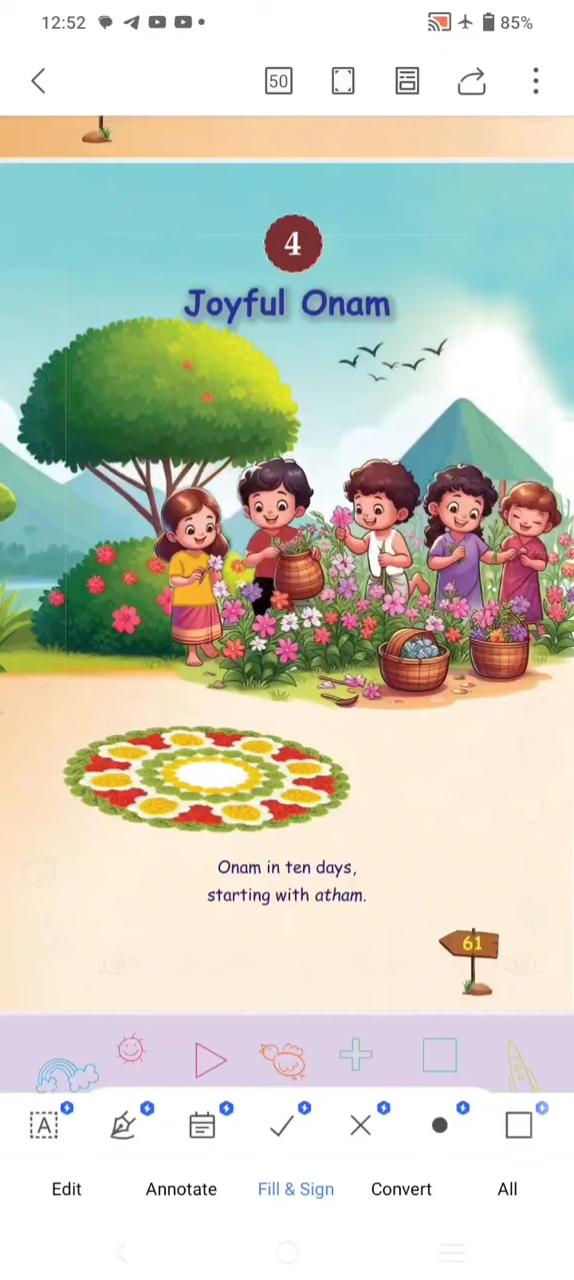 12:52
85%
50
4
Joyful Onam
Onam in ten days,
starting with atham.
61
A
Edit Annotate Fill & Sign Convert All